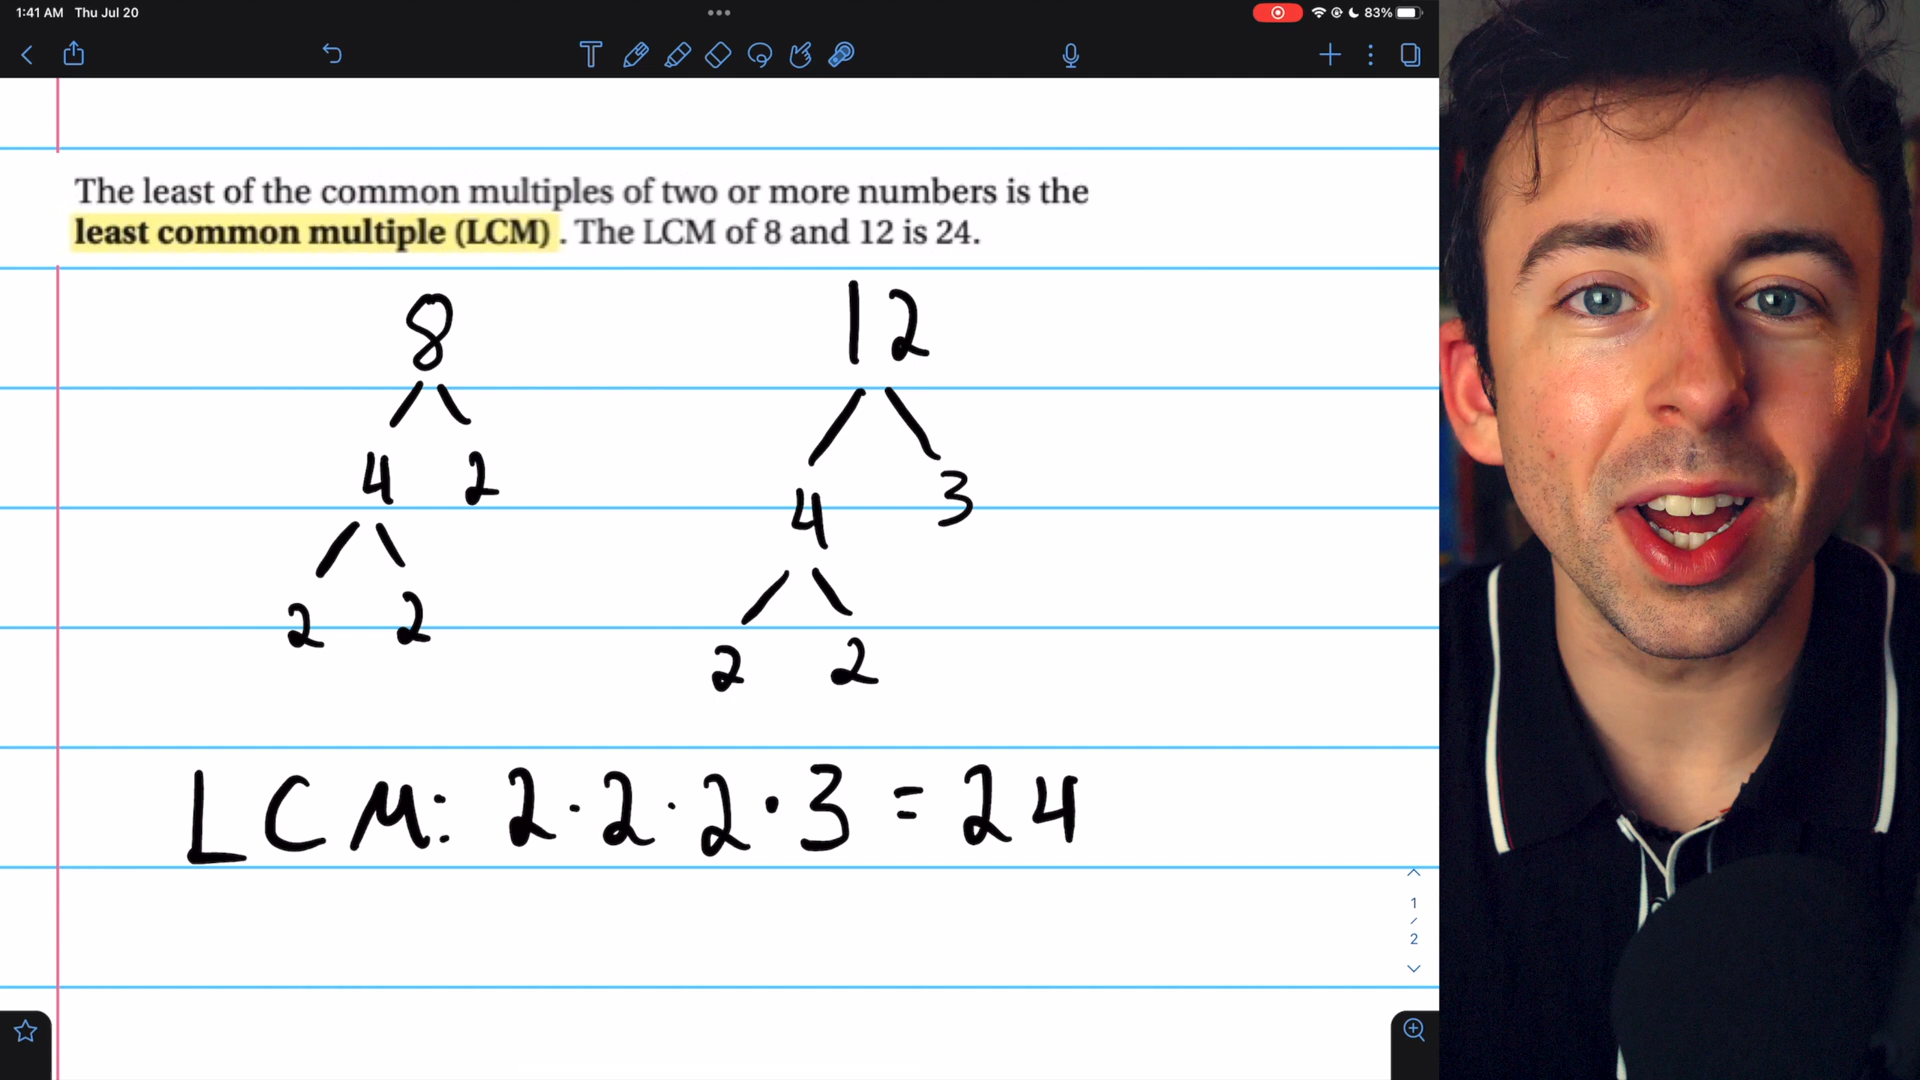 1:41 AM Thu Jul 20
83%
The least of the common multiples of two or more numbers is the
least common multiple (LCM). The LCM of 8 and 12 is 24.
8
12
4 2
4 3
2 2
2 2
LCM: 2·2·2·3=24
1
/
2